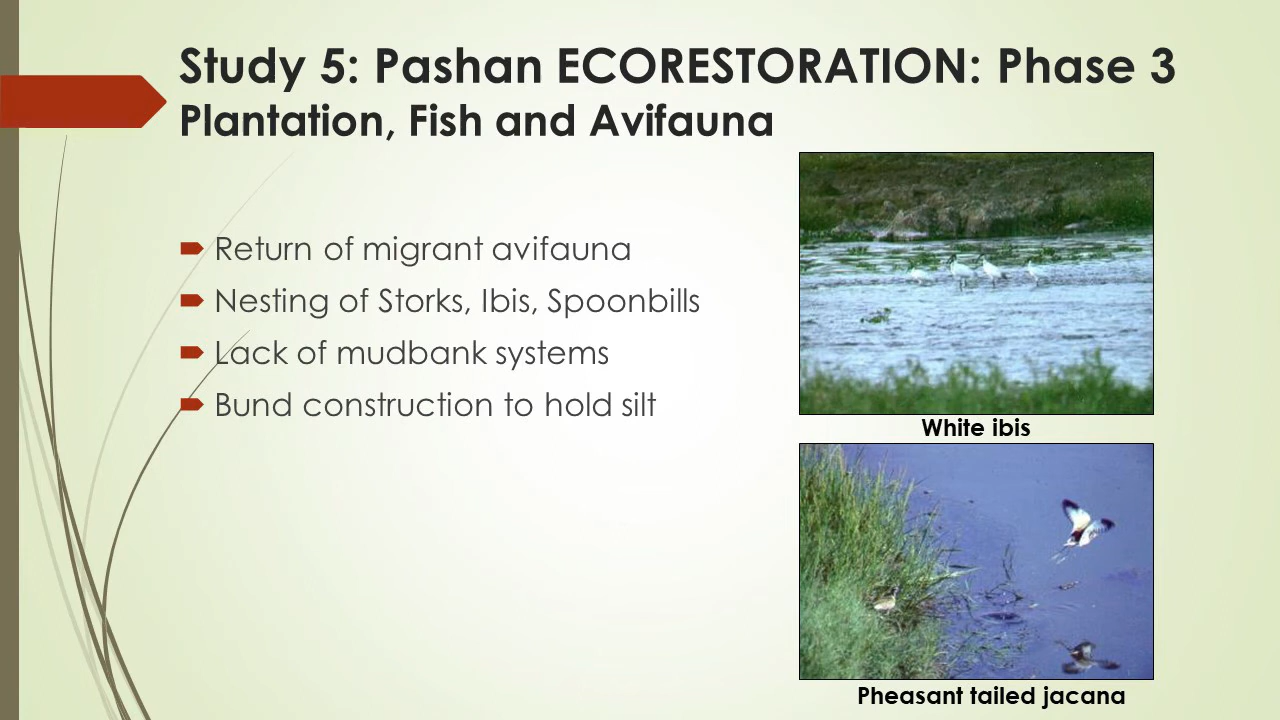 Study 5: Pashan ECORESTORATION: Phase 3
Plantation, Fish and Avifauna
Return of migrant avifauna
Nesting of Storks, Ibis, Spoonbills
Lack of mudbank systems
Bund construction to hold silt
White ibis
Pheasant tailed jacana